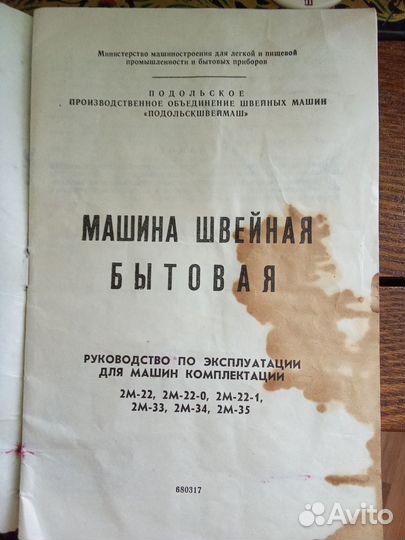 Министерство машиностроения для легкой и пищевой
промышленности и бытовых приборов
ПОДОЛЬСКОЕ
ПРОИЗВОДСТВЕННОЕ ОБЪЕДИНЕНИЕ ШВЕЙНЫХ МАШИН
«ПОДОЛЬСКШВЕЙМАШ»
МАШИНА ШВЕЙНАЯ
БЫТОВАЯ
РУКОВОДСТВО ПО ЭКСПЛУАТАЦИИ
ДЛЯ МАШИН КОМПЛЕКТАЦИИ
2М-22, 2М-22-0, 2М-22-1,
2М-33, 2М-34, 2М-35
680317
Avito